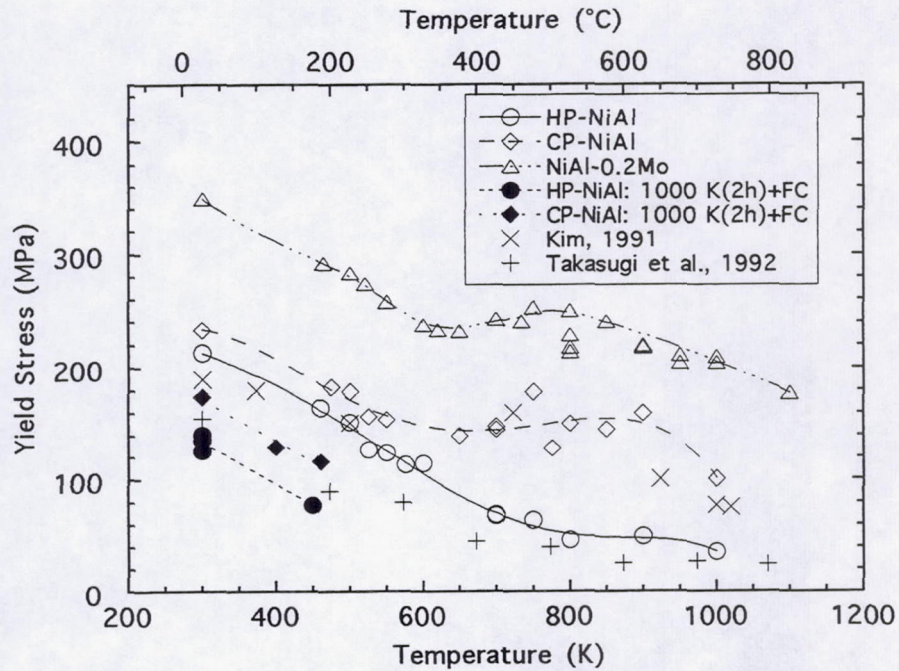 Temperature (°C)
0 200 400 600 800
400
300
200
100
0
Yield Stress (MPa)
HP-NiAl
CP-NiAl
NiAl-0.2Mo
HP-NiAl: 1000 K(2h)+FC
CP-NiAl: 1000 K(2h)+FC
Kim, 1991
Takasugi et al., 1992
200 400 600 800 1000 1200
Temperature (K)